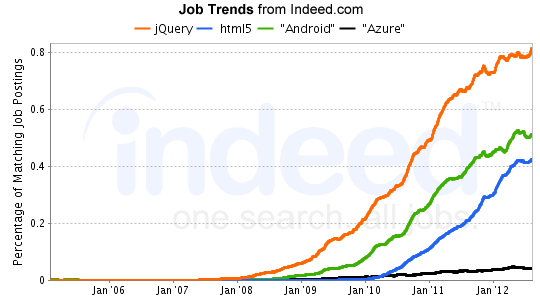 Job Trends from Indeed.com
jQuery html5 "Android" "Azure"
Percentage of Matching Job Postings
0.8
0.6
0.4
0.2
0
indeed™
one search. all jobs.
Jan '06 Jan '07 Jan '08 Jan '09 Jan '10 Jan '11 Jan '12